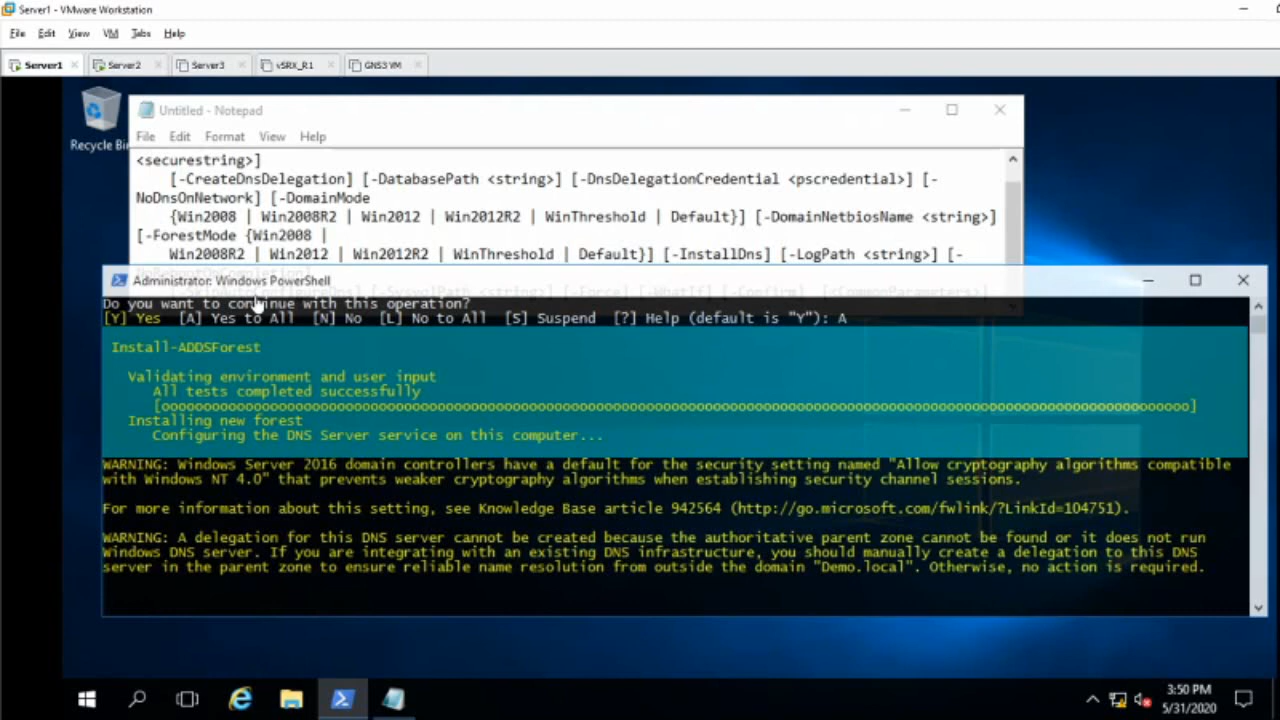 Server1 - VMware Workstation
File Edit View VM Tabs Help
Server1 Server2 Server3 vSRX_R1 GNS3 VM
Recycle Bi
Untitled - Notepad
File Edit Format View Help
<securestring>]
[-CreateDnsDelegation] [-DatabasePath <string>] [-DnsDelegationCredential <pscredential>] [-
NoDnsOnNetwork] [-DomainMode
{Win2008 | Win2008R2 | Win2012 | Win2012R2 | WinThreshold | Default}] [-DomainNetbiosName <string>]
[-ForestMode {Win2008 |
Win2008R2 | Win2012 | Win2012R2 | WinThreshold | Default}] [-InstallDns] [-LogPath <string>] [-
NoRebootOnCompletion]
[-SkipAutoConfigureDns] [-SysvolPath <string>] [-Force] [-WhatIf] [-Confirm] [<CommonParameters>]
Administrator: Windows PowerShell
Do you want to continue with this operation?
[Y] Yes [A] Yes to All [N] No [L] No to All [S] Suspend [?] Help (default is "Y"): A
Install-ADDSForest
Validating environment and user input
All tests completed successfully
[oooooooooooooooooooooooooooooooooooooooooooooooooooooooooooooooooooooooooooooooooooooooooooooooooooooooooooooooooooooooooo]
Installing new forest
Configuring the DNS Server service on this computer...
WARNING: Windows Server 2016 domain controllers have a default for the security setting named "Allow cryptography algorithms compatible
with Windows NT 4.0" that prevents weaker cryptography algorithms when establishing security channel sessions.
For more information about this setting, see Knowledge Base article 942564 (http://go.microsoft.com/fwlink/?LinkId=104751).
WARNING: A delegation for this DNS server cannot be created because the authoritative parent zone cannot be found or it does not run
Windows DNS server. If you are integrating with an existing DNS infrastructure, you should manually create a delegation to this DNS
server in the parent zone to ensure reliable name resolution from outside the domain "Demo.local". Otherwise, no action is required.
3:50 PM
5/31/2020